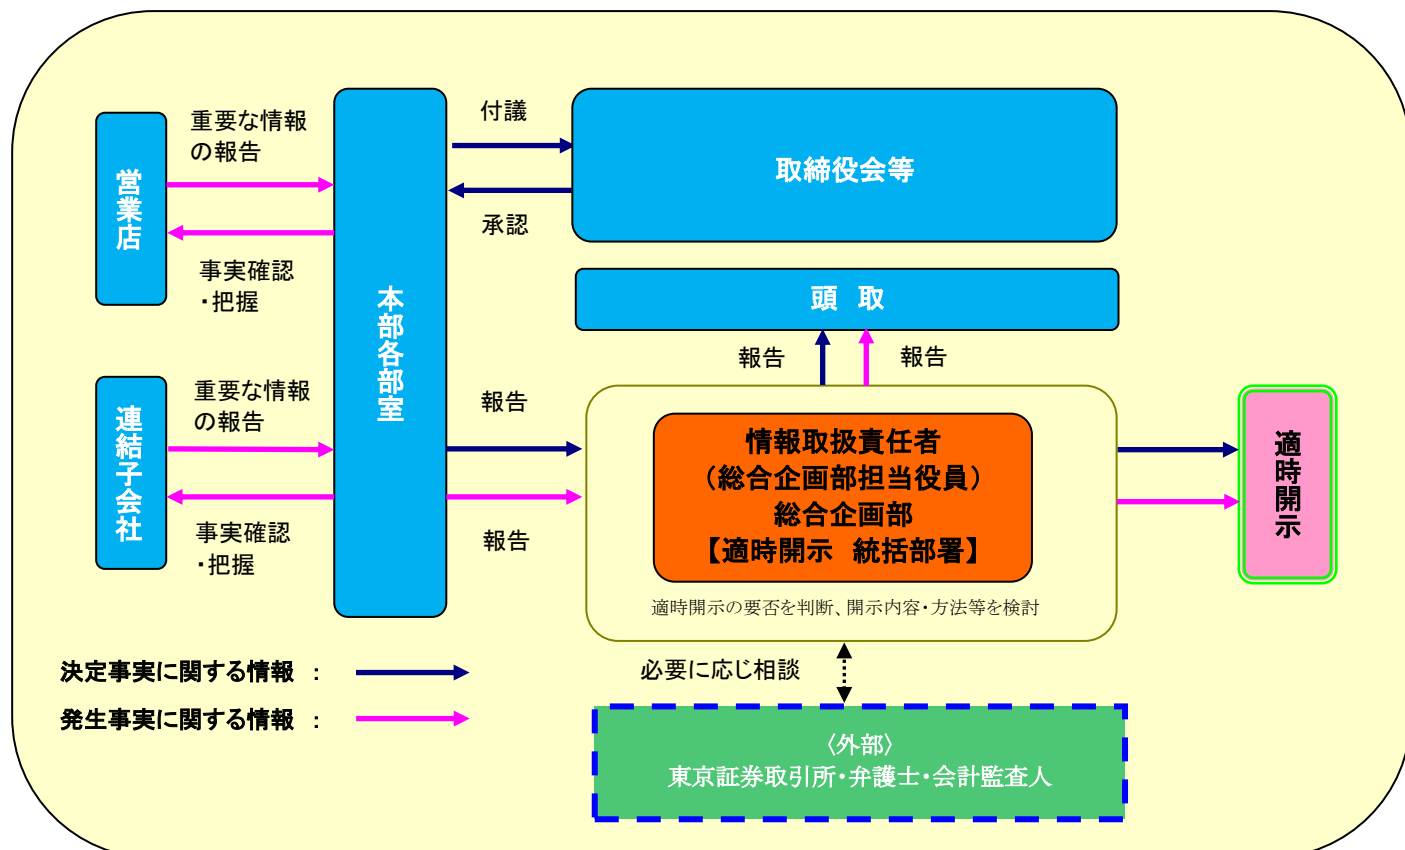 重要な情報
の報告
付議
取締役会等
営業店
承認
事実確認
・把握
本部各部室
頭 取
報告
報告
重要な情報
の報告
連結子会社
報告
情報取扱責任者
（総合企画部担当役員）
総合企画部
【適時開示 統括部署】
適時開示
事実確認
・把握
報告
適時開示の要否を判断、開示内容・方法等を検討
決定事実に関する情報 ：
必要に応じ相談
発生事実に関する情報 ：
〈外部〉
東京証券取引所・弁護士・会計監査人